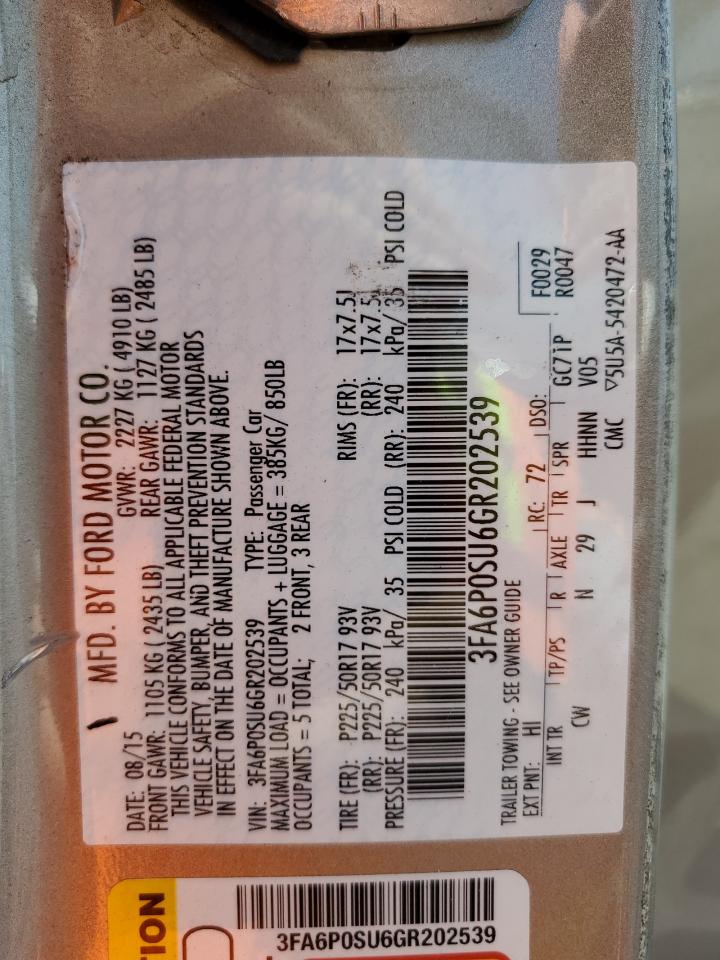 MFD. BY FORD MOTOR CO.
DATE: 08/15 GVWR: 2227 KG ( 4910 LB)
FRONT GAWR: 1105 KG ( 2435 LB) REAR GAWR: 1127 KG ( 2485 LB)
THIS VEHICLE CONFORMS TO ALL APPLICABLE FEDERAL MOTOR
VEHICLE SAFETY, BUMPER, AND THEFT PREVENTION STANDARDS
IN EFFECT ON THE DATE OF MANUFACTURE SHOWN ABOVE.
VIN: 3FA6P0SU6GR202539 TYPE: Passenger Car
MAXIMUM LOAD = OCCUPANTS + LUGGAGE = 385KG/ 850LB
OCCUPANTS = 5 TOTAL; 2 FRONT, 3 REAR
TIRE (FR): P225/50R17 93V RIMS (FR): 17x7.5J
(RR): P225/50R17 93V (RR): 17x7.5J
PRESSURE (FR): 240 kPa/ 35 PSI COLD (RR): 240 kPa/ 35 PSI COLD
3FA6P0SU6GR202539
TRAILER TOWING - SEE OWNER GUIDE
EXT PNT: HI RC: 72 DSO: F0029
R0047
INT TR TP/PS R AXLE TR SPR GC71P
CW N 29 J HHNN V05
CMC ▽5U5A-5420472-AA
TION
3FA6P0SU6GR202539